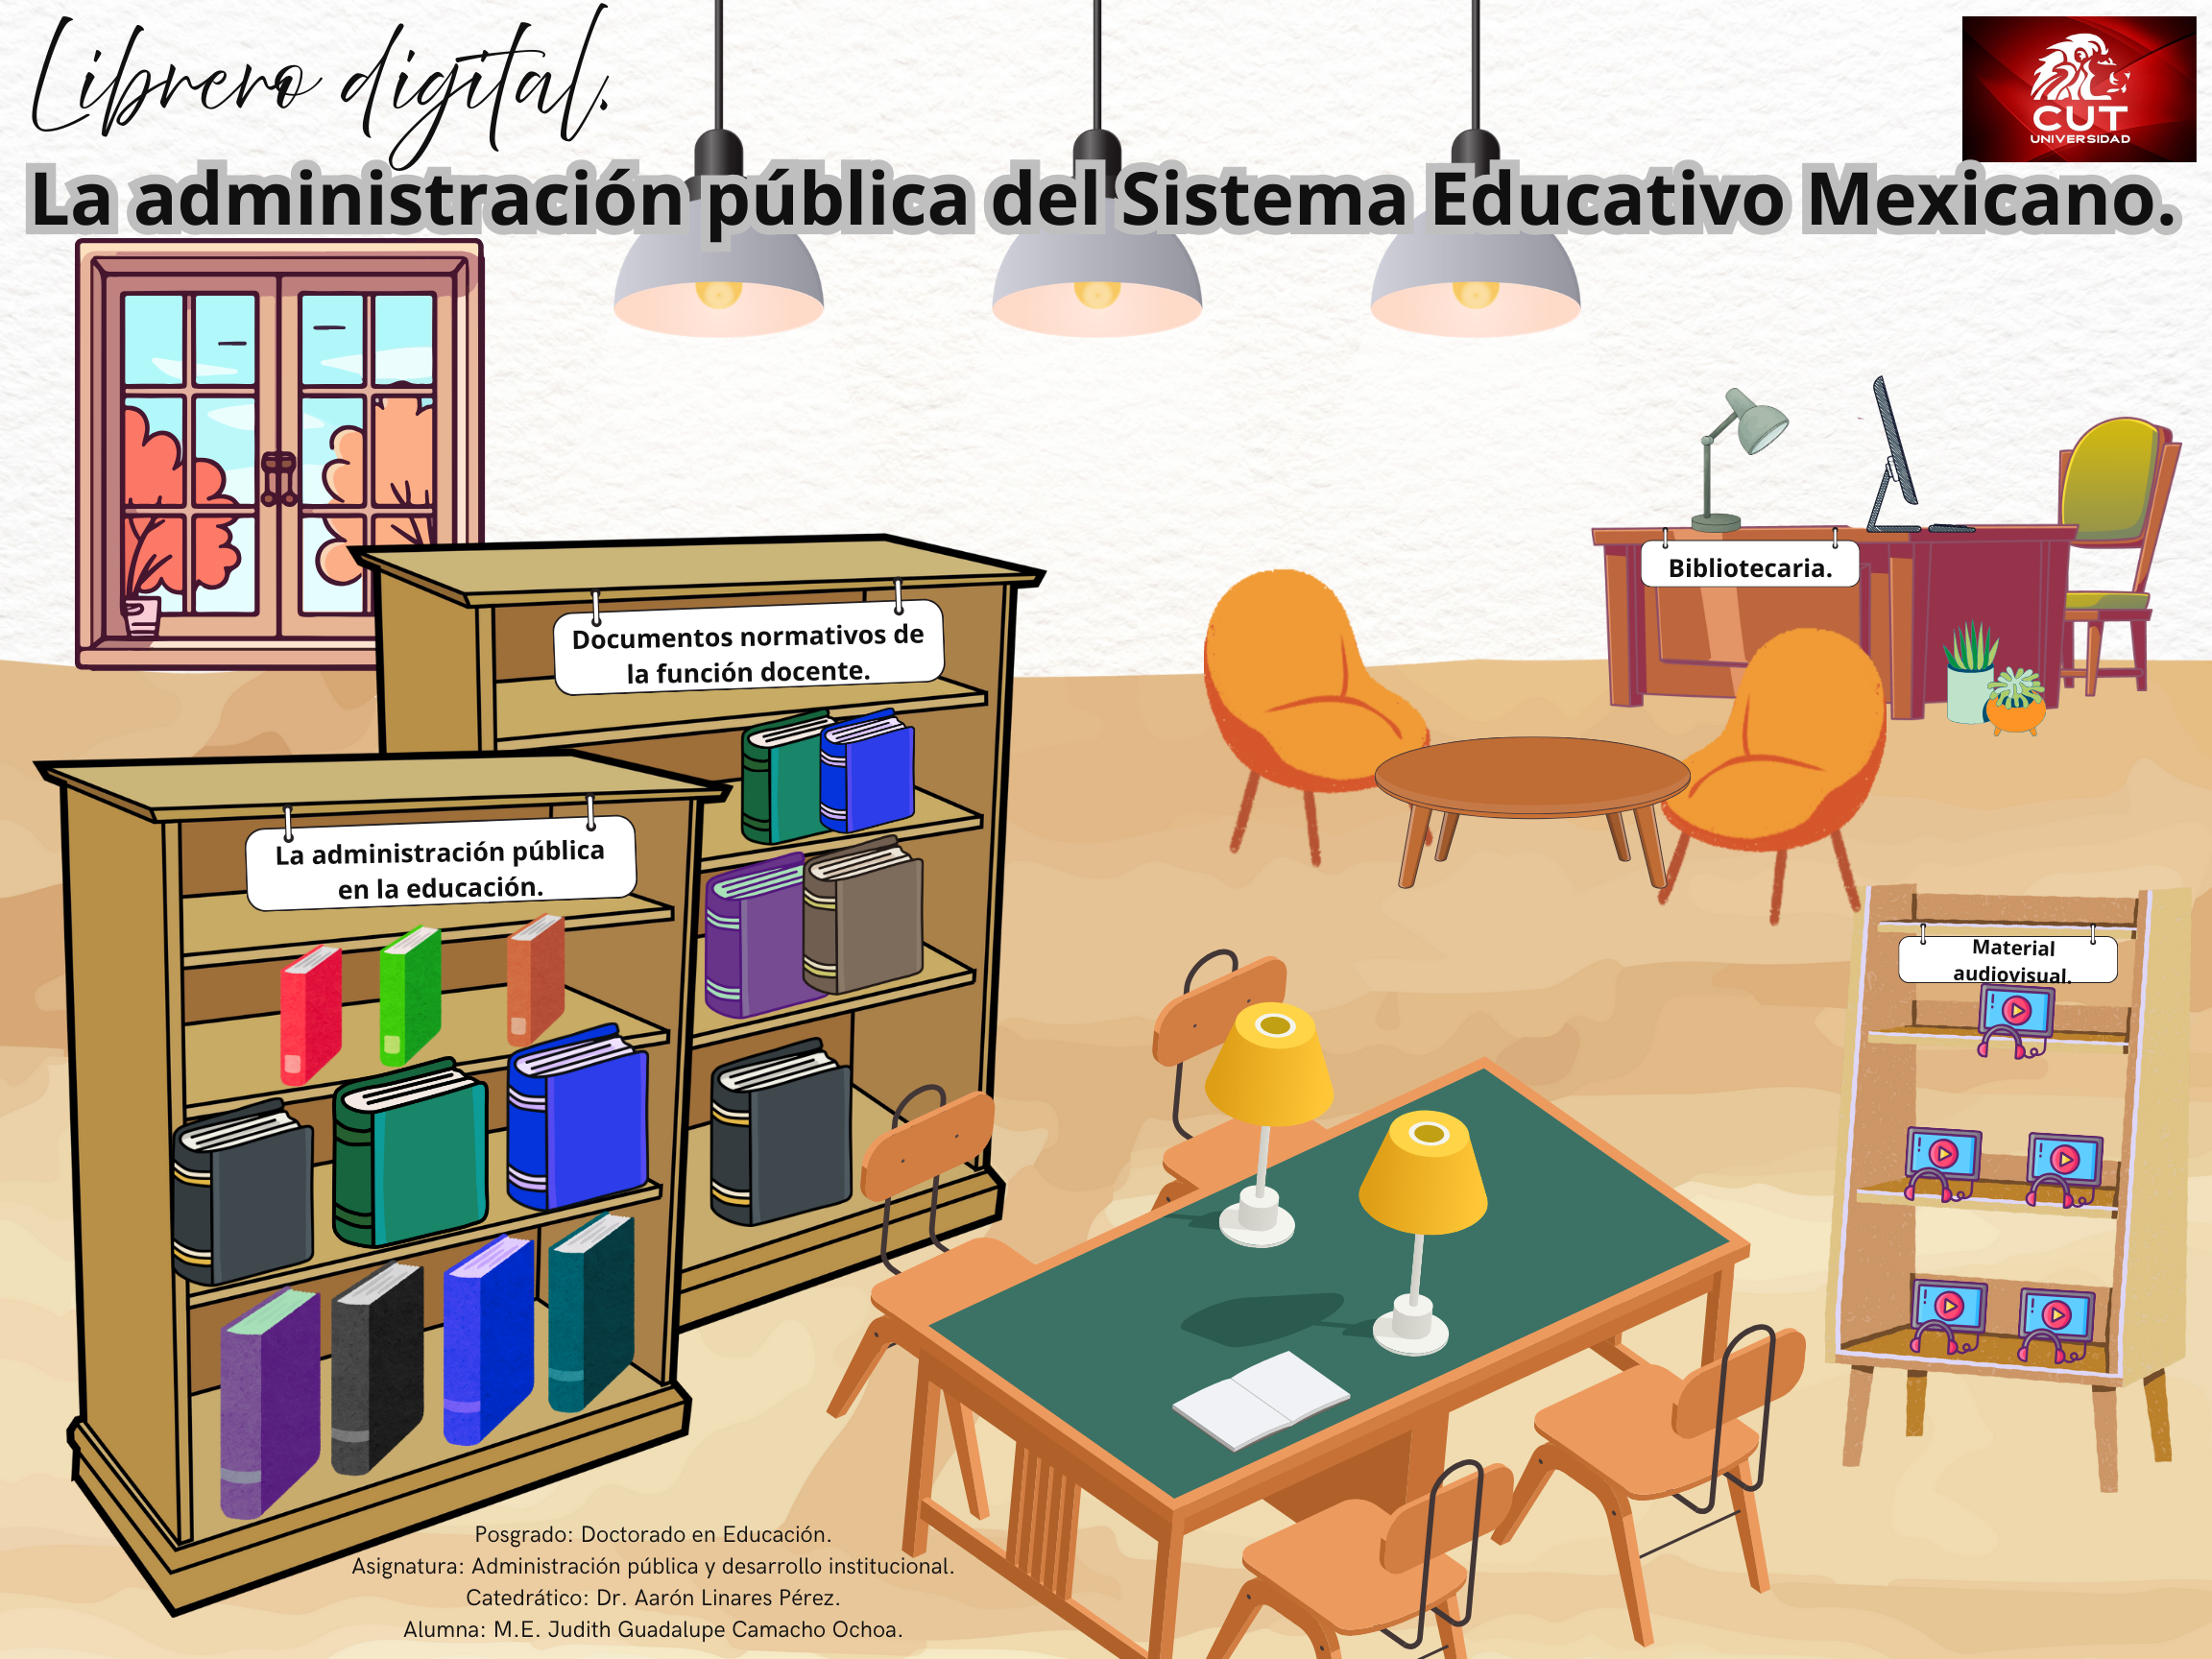 Librero digital.
CUT
UNIVERSIDAD
La administración pública del Sistema Educativo Mexicano.
Bibliotecaria.
Documentos normativos de
la función docente.
La administración pública
en la educación.
Material
audiovisual.
Posgrado: Doctorado en Educación.
Asignatura: Administración pública y desarrollo institucional.
Catedrático: Dr. Aarón Linares Pérez.
Alumna: M.E. Judith Guadalupe Camacho Ochoa.